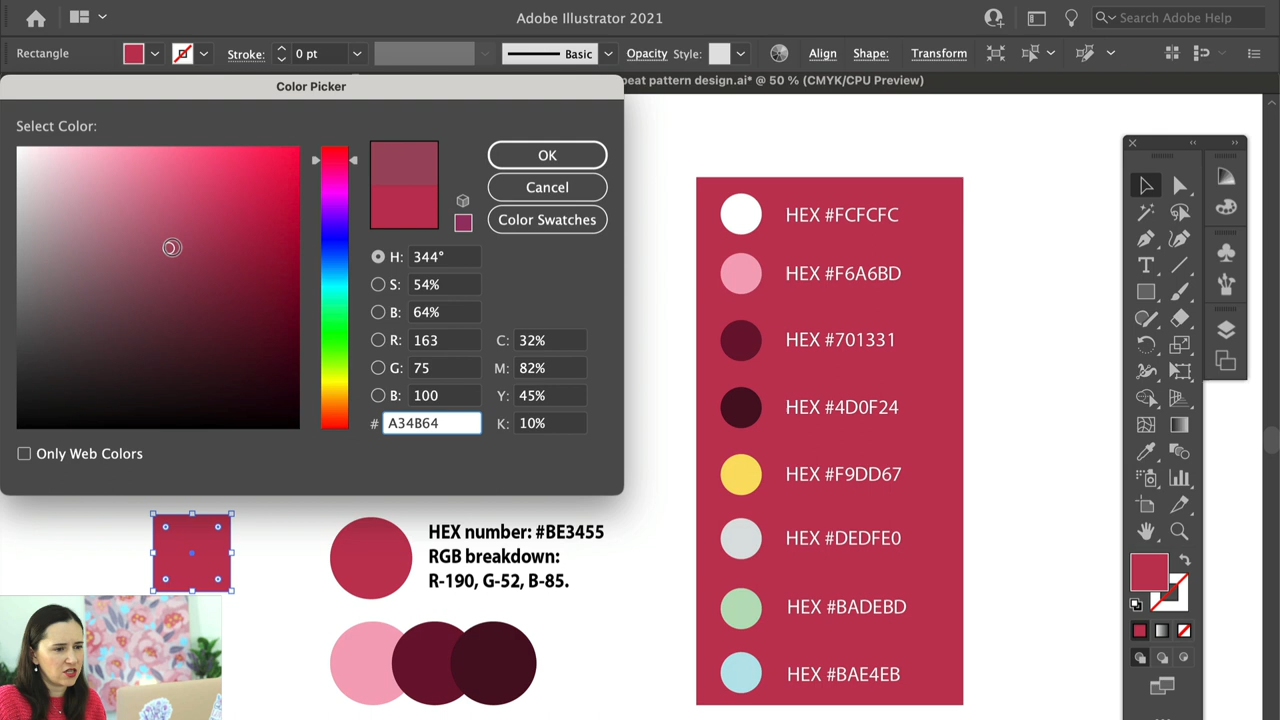 Adobe Illustrator 2021
Search Adobe Help
Rectangle
Stroke:
0 pt
Basic
Opacity
Style:
Align
Shape:
Transform
Color Picker
peat pattern design.ai* @ 50 % (CMYK/CPU Preview)
Select Color:
OK
Cancel
Color Swatches
H: 344°
S: 54%
B: 64%
R: 163
G: 75
B: 100
# A34B64
C: 32%
M: 82%
Y: 45%
K: 10%
Only Web Colors
HEX #FCFCFC
HEX #F6A6BD
HEX #701331
HEX #4D0F24
HEX #F9DD67
HEX #DEDFE0
HEX #BADEBD
HEX #BAE4EB
HEX number: #BE3455
RGB breakdown:
R-190, G-52, B-85.